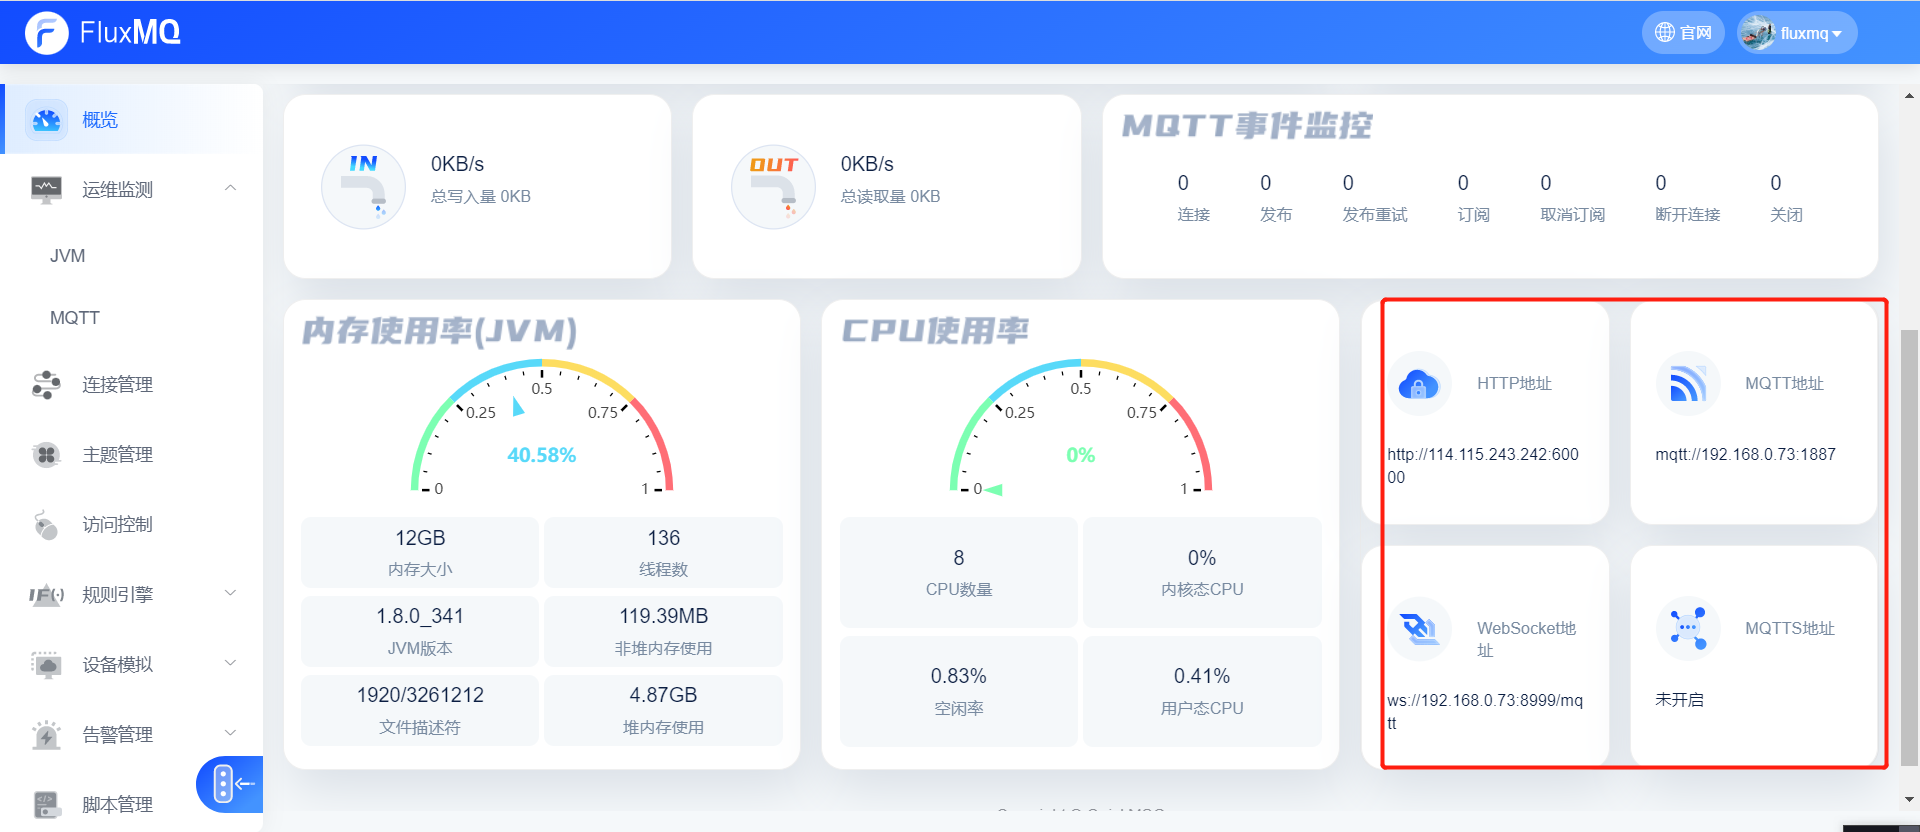 FluxMQ
官网
fluxmq
概览
运维监测
JVM
MQTT
连接管理
主题管理
访问控制
IF(·)
规则引擎
设备模拟
告警管理
脚本管理
IN
0KB/s
总写入量 0KB
OUT
0KB/s
总读取量 0KB
MQTT事件监控
0 0 0 0 0 0 0
连接 发布 发布重试 订阅 取消订阅 断开连接 关闭
内存使用率(JVM)
0 0.25 0.5 0.75 1
40.58%
12GB
内存大小
136
线程数
1.8.0_341
JVM版本
119.39MB
非堆内存使用
1920/3261212
文件描述符
4.87GB
堆内存使用
CPU使用率
0 0.25 0.5 0.75 1
0%
8
CPU数量
0%
内核态CPU
0.83%
空闲率
0.41%
用户态CPU
HTTP地址
http://114.115.243.242:600
00
MQTT地址
mqtt://192.168.0.73:1887
WebSocket地
址
ws://192.168.0.73:8999/mq
tt
MQTTS地址
未开启